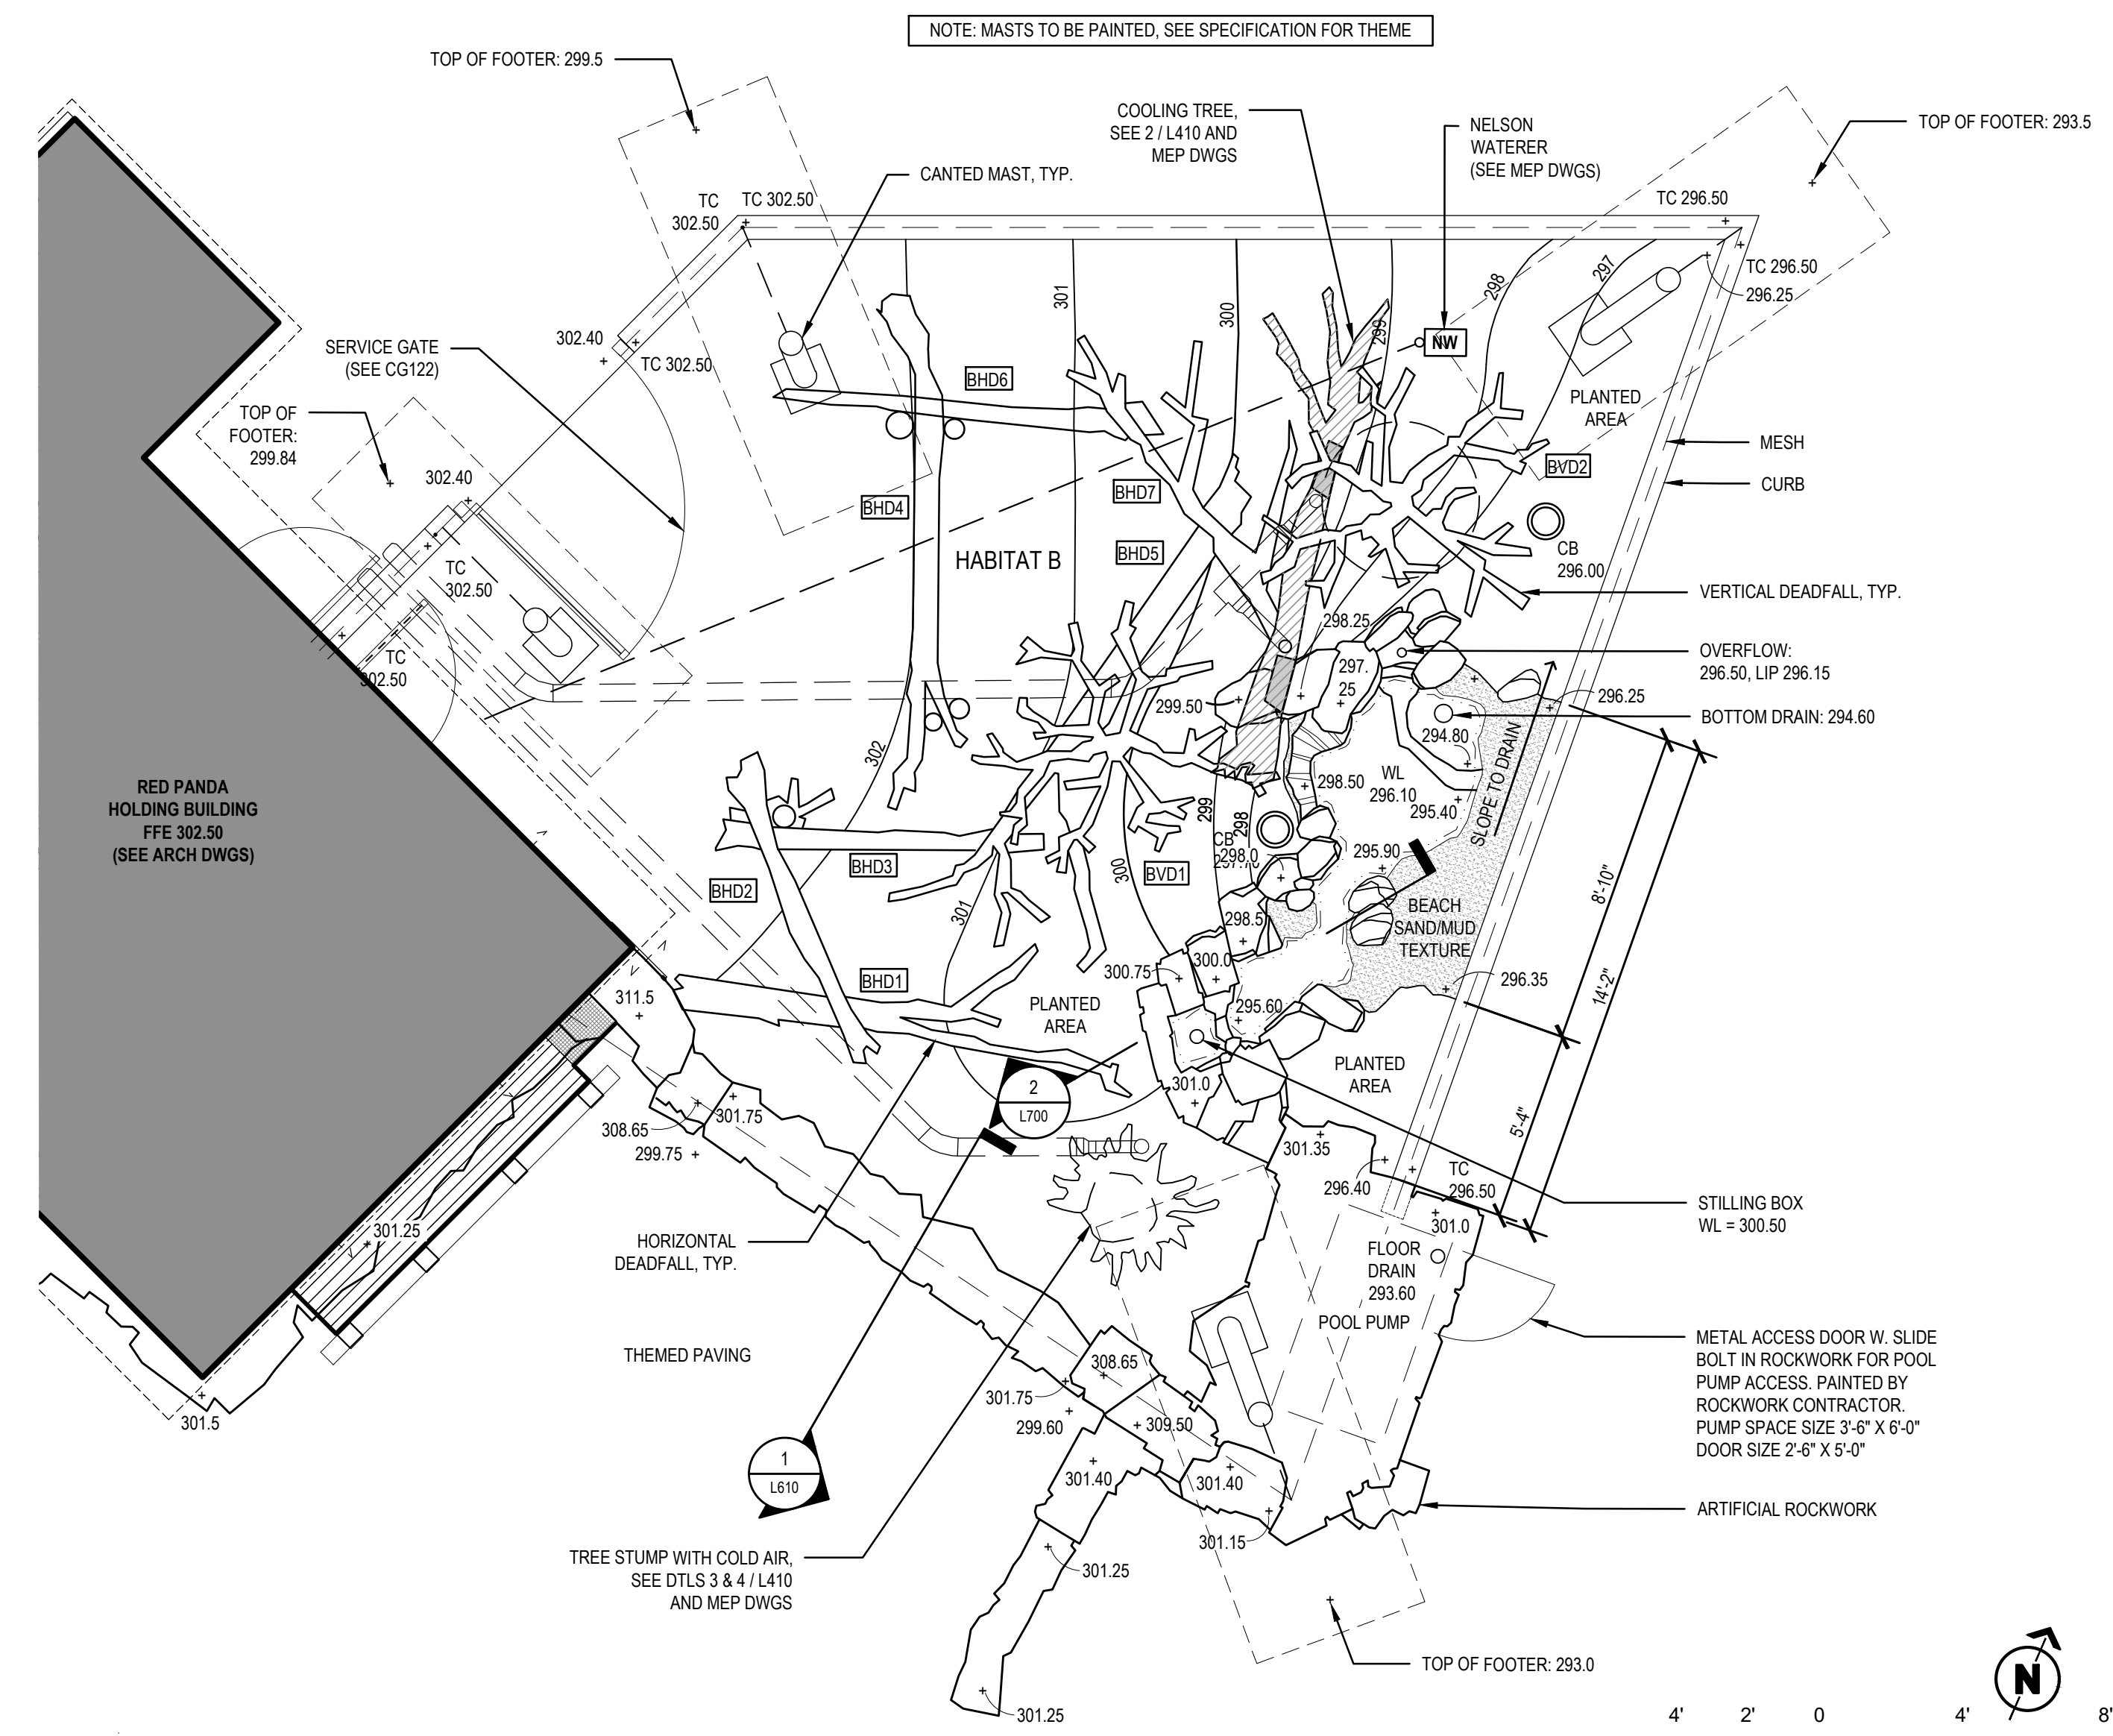 NOTE: MASTS TO BE PAINTED, SEE SPECIFICATION FOR THEME
TOP OF FOOTER: 299.5
COOLING TREE,
SEE 2 / L410 AND
MEP DWGS
NELSON
WATERER
(SEE MEP DWGS)
TOP OF FOOTER: 293.5
CANTED MAST, TYP.
TC
302.50
TC 302.50
TC 296.50
TC 296.50
296.25
301
300
299
298
297
302.40
TC 302.50
SERVICE GATE
(SEE CG122)
NW
BHD6
PLANTED
AREA
TOP OF
FOOTER:
299.84
302.40
MESH
BVD2
CURB
BHD4
BHD7
HABITAT B
BHD5
CB
296.00
TC
302.50
VERTICAL DEADFALL, TYP.
298.25
OVERFLOW:
296.50, LIP 296.15
TC
302.50
297.
25
299.50
296.25
BOTTOM DRAIN: 294.60
294.80
302
SLOPE TO DRAIN
RED PANDA
HOLDING BUILDING
FFE 302.50
(SEE ARCH DWGS)
298.50
WL
296.10
295.40
299
298
CB
298.0
295.90
BHD3
BHD2
300
BVD1
8'-10"
301
298.5
BEACH
SAND/MUD
TEXTURE
BHD1
300.75
300.0
296.35
14'-2"
311.5
PLANTED
AREA
295.60
PLANTED
AREA
2
L700
301.0
301.75
308.65
299.75
301.35
5'-4"
296.40
TC
296.50
301.0
STILLING BOX
WL = 300.50
301.25
HORIZONTAL
DEADFALL, TYP.
FLOOR
DRAIN
293.60
POOL PUMP
THEMED PAVING
METAL ACCESS DOOR W. SLIDE
BOLT IN ROCKWORK FOR POOL
PUMP ACCESS. PAINTED BY
ROCKWORK CONTRACTOR.
PUMP SPACE SIZE 3'-6" X 6'-0"
DOOR SIZE 2'-6" X 5'-0"
308.65
301.75
299.60
309.50
301.5
1
L610
301.40
301.40
ARTIFICIAL ROCKWORK
301.15
TREE STUMP WITH COLD AIR,
SEE DTLS 3 & 4 / L410
AND MEP DWGS
301.25
TOP OF FOOTER: 293.0
301.25
N
4' 2' 0 4' 8'